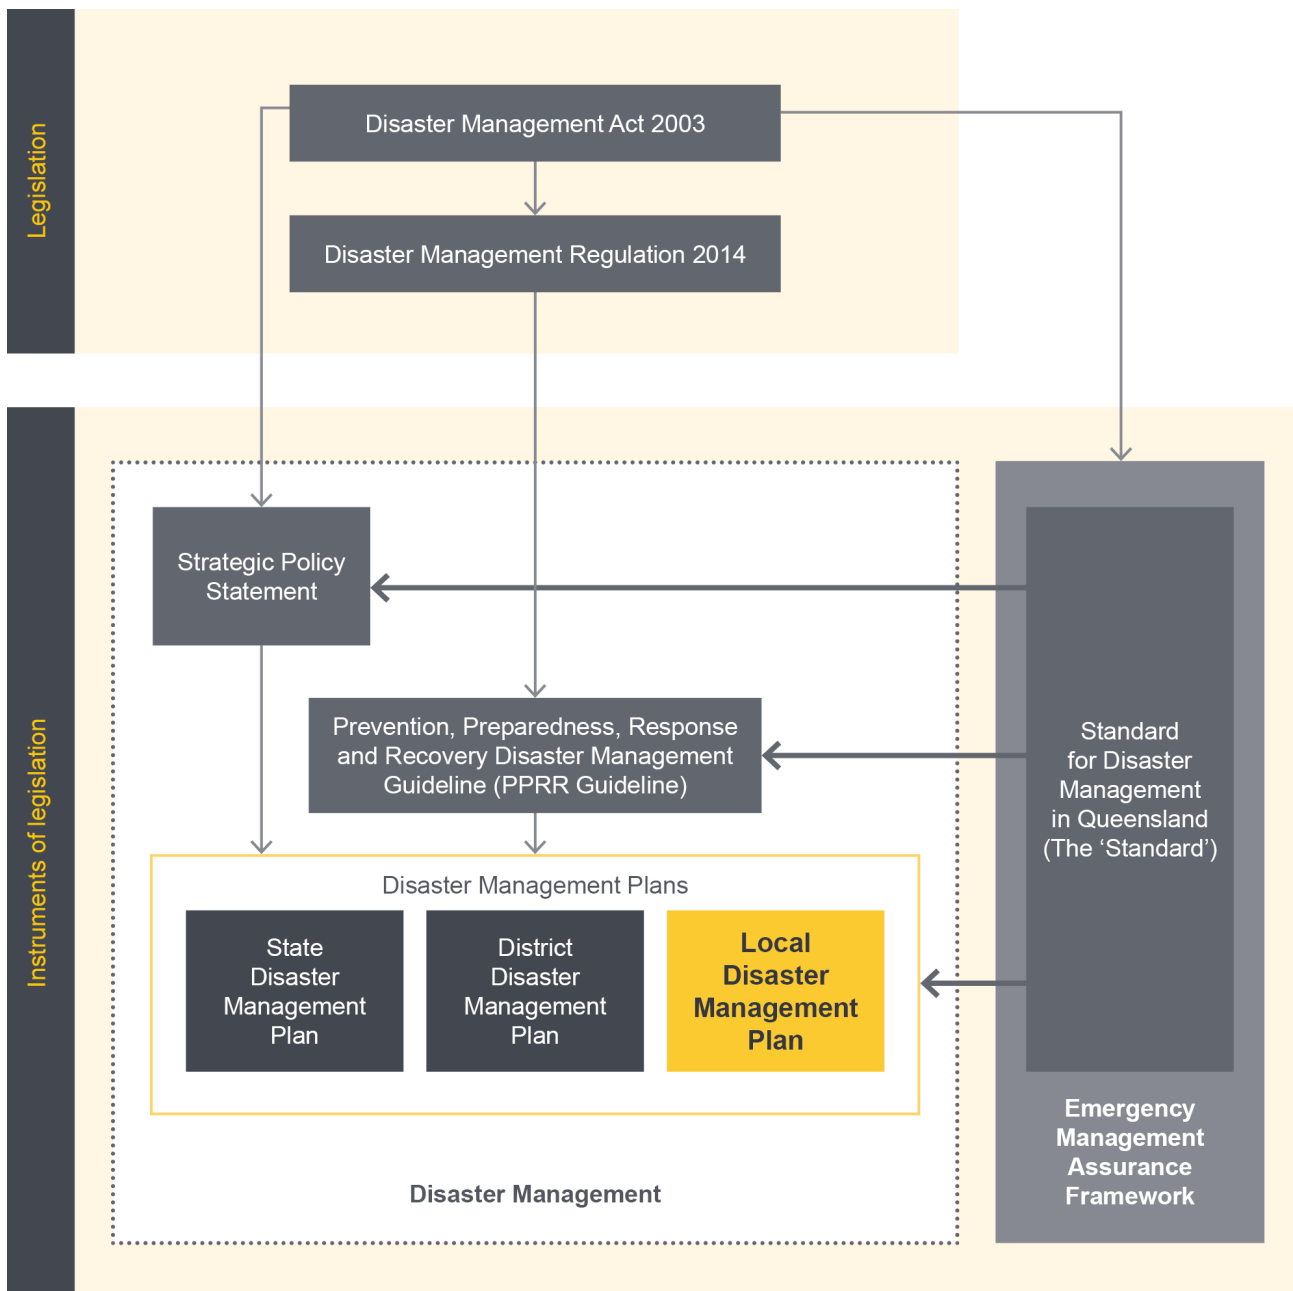 Legislation
Disaster Management Act 2003
Disaster Management Regulation 2014
Instruments of legislation
Strategic Policy
Statement
Prevention, Preparedness, Response
and Recovery Disaster Management
Guideline (PPRR Guideline)
Disaster Management Plans
State
Disaster
Management
Plan
District
Disaster
Management
Plan
Local
Disaster
Management
Plan
Disaster Management
Standard
for Disaster
Management
in Queensland
(The ‘Standard’)
Emergency
Management
Assurance
Framework